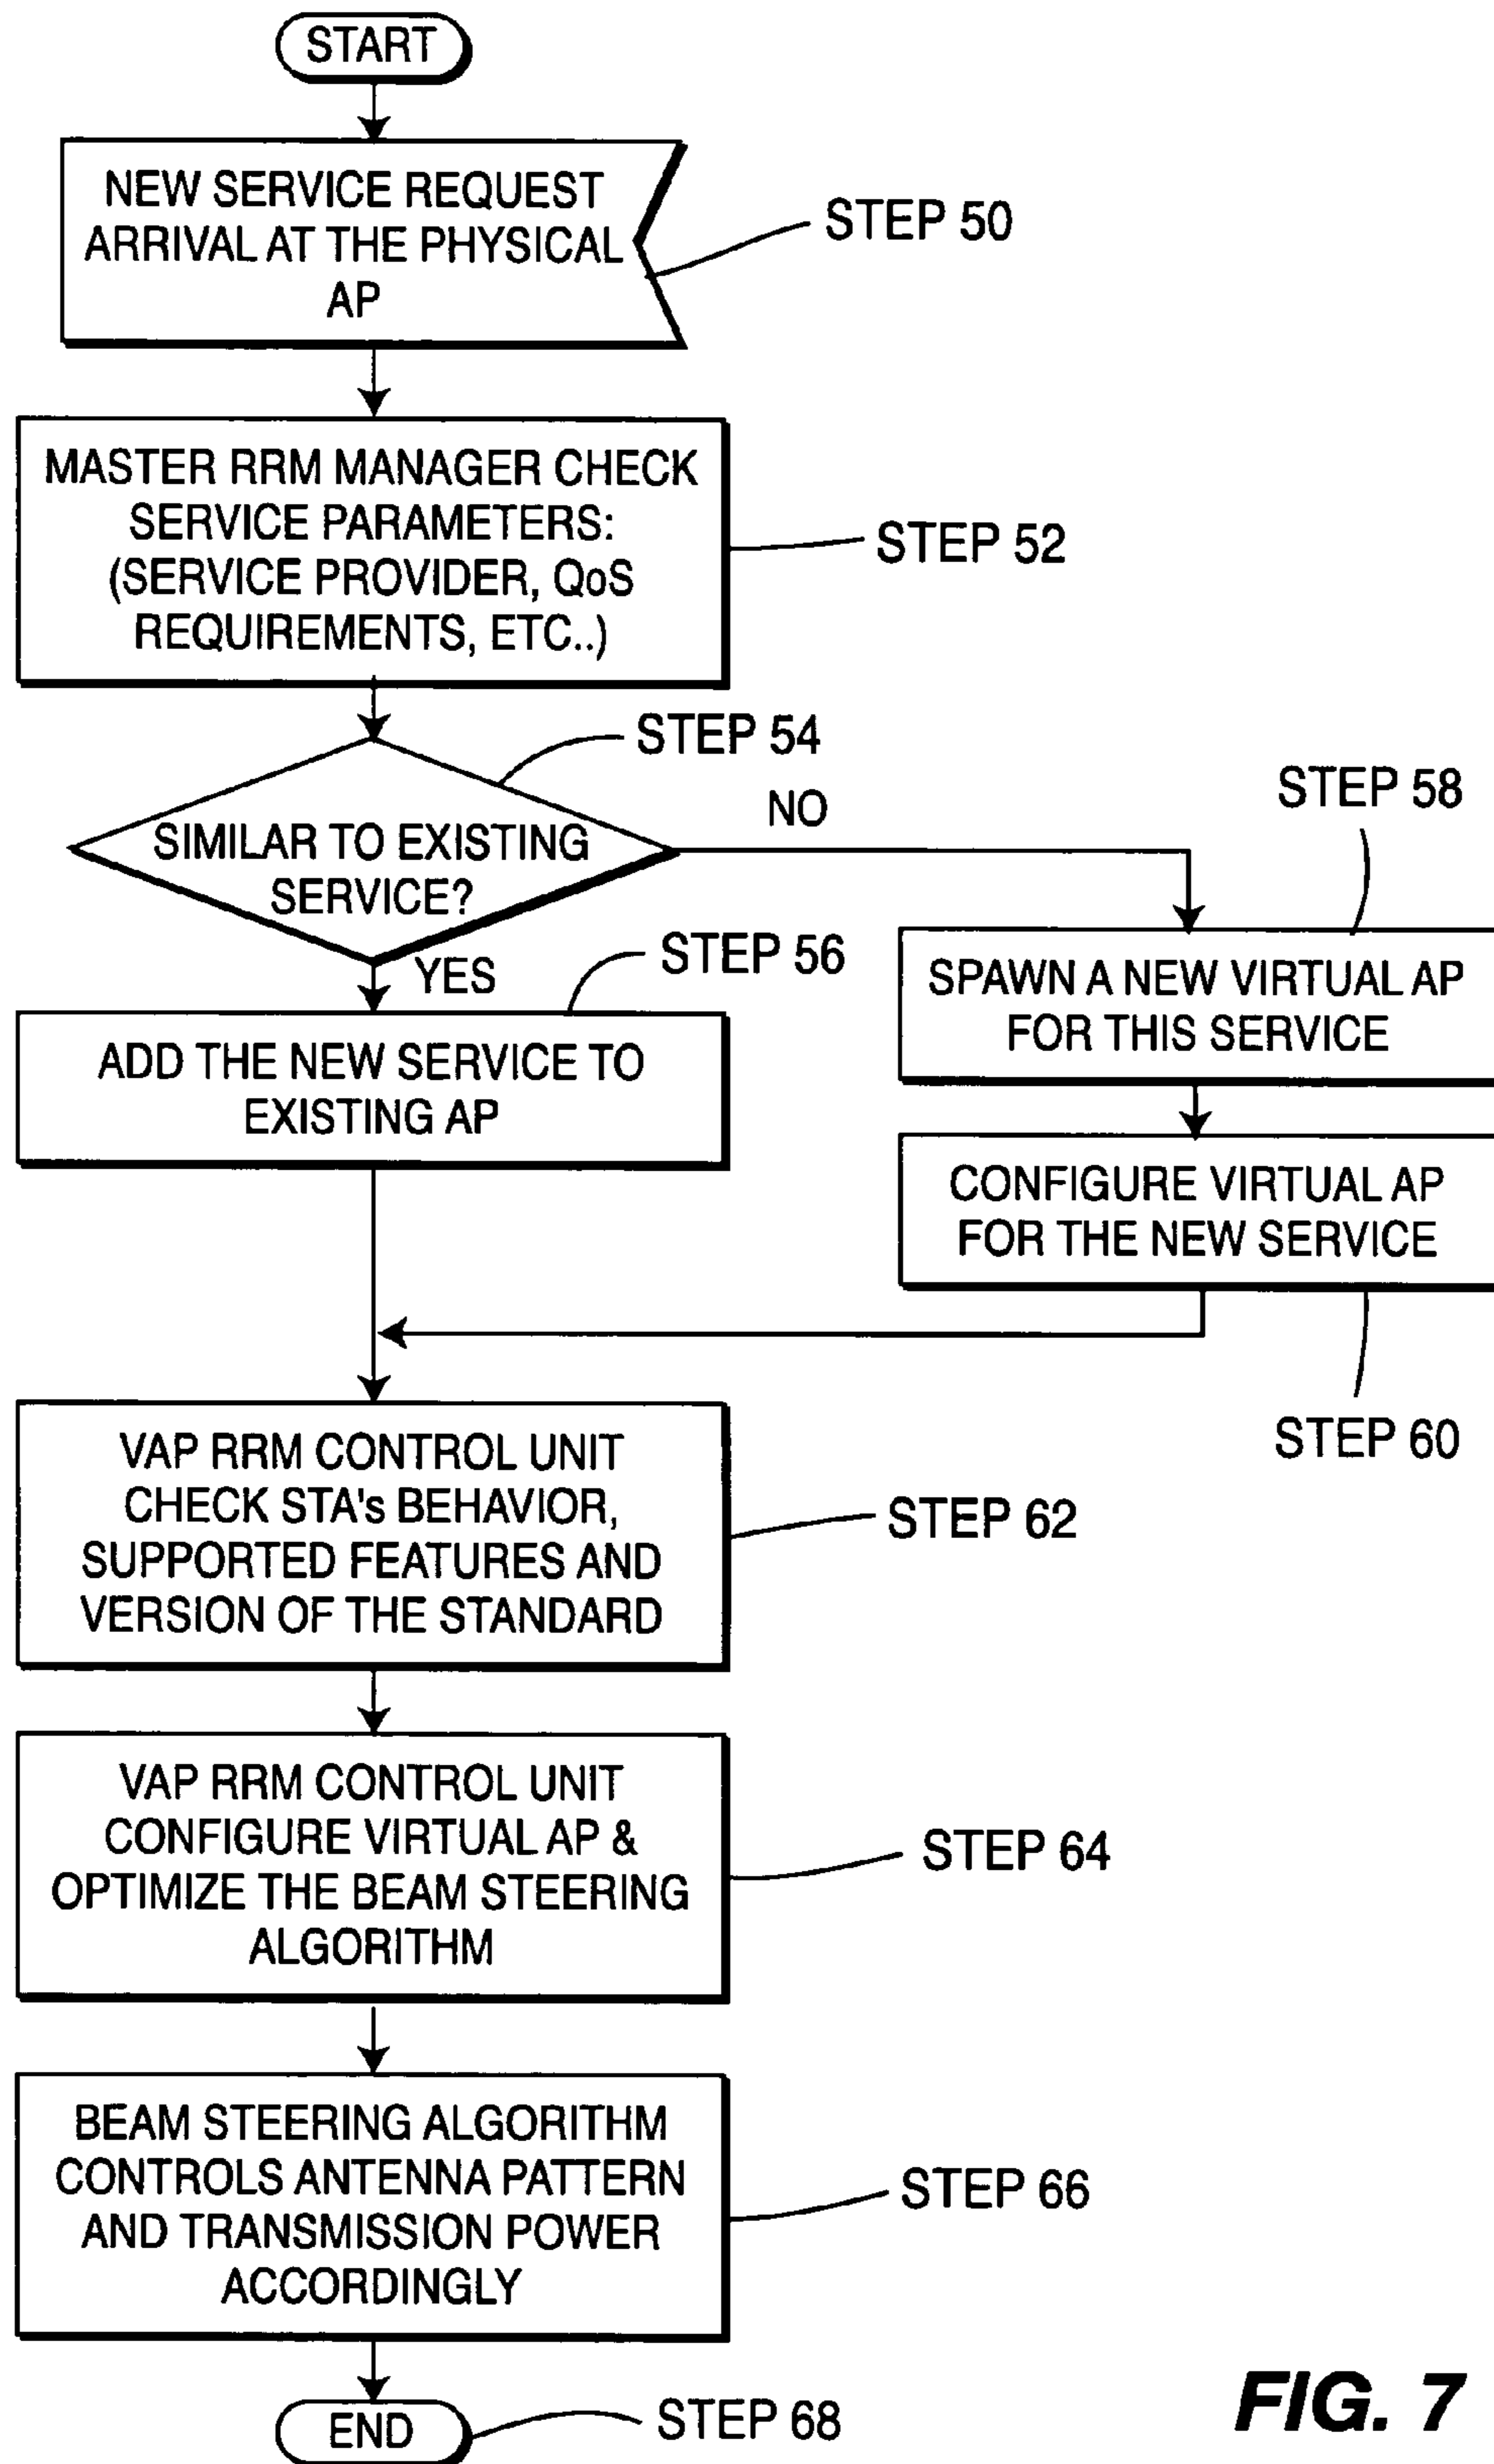 START
NEW SERVICE REQUEST
ARRIVAL AT THE PHYSICAL
AP
STEP 50
MASTER RRM MANAGER CHECK
SERVICE PARAMETERS:
(SERVICE PROVIDER, QoS
REQUIREMENTS, ETC..)
STEP 52
STEP 54
SIMILAR TO EXISTING
SERVICE?
NO
YES
STEP 56
ADD THE NEW SERVICE TO
EXISTING AP
STEP 58
SPAWN A NEW VIRTUAL AP
FOR THIS SERVICE
CONFIGURE VIRTUAL AP
FOR THE NEW SERVICE
STEP 60
VAP RRM CONTROL UNIT
CHECK STA's BEHAVIOR,
SUPPORTED FEATURES AND
VERSION OF THE STANDARD
STEP 62
VAP RRM CONTROL UNIT
CONFIGURE VIRTUAL AP &
OPTIMIZE THE BEAM STEERING
ALGORITHM
STEP 64
BEAM STEERING ALGORITHM
CONTROLS ANTENNA PATTERN
AND TRANSMISSION POWER
ACCORDINGLY
STEP 66
END
STEP 68
FIG. 7